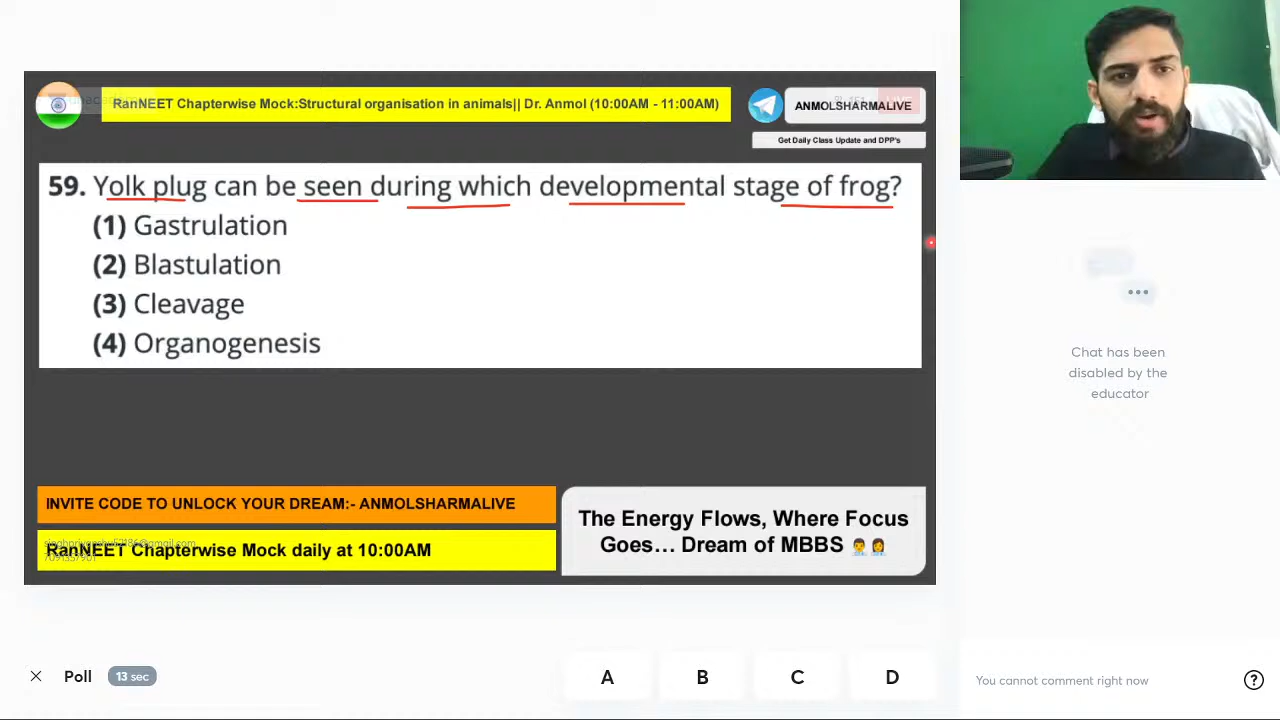 RanNEET Chapterwise Mock:Structural organisation in animals|| Dr. Anmol (10:00AM - 11:00AM)
ANMOLSHARMALIVE
Get Daily Class Update and DPP's
59. Yolk plug can be seen during which developmental stage of frog?
(1) Gastrulation
(2) Blastulation
(3) Cleavage
(4) Organogenesis
Chat has been
disabled by the
educator
INVITE CODE TO UNLOCK YOUR DREAM:- ANMOLSHARMALIVE
RanNEET Chapterwise Mock daily at 10:00AM
The Energy Flows, Where Focus
Goes... Dream of MBBS
Poll 13 sec
A B C D
You cannot comment right now
?